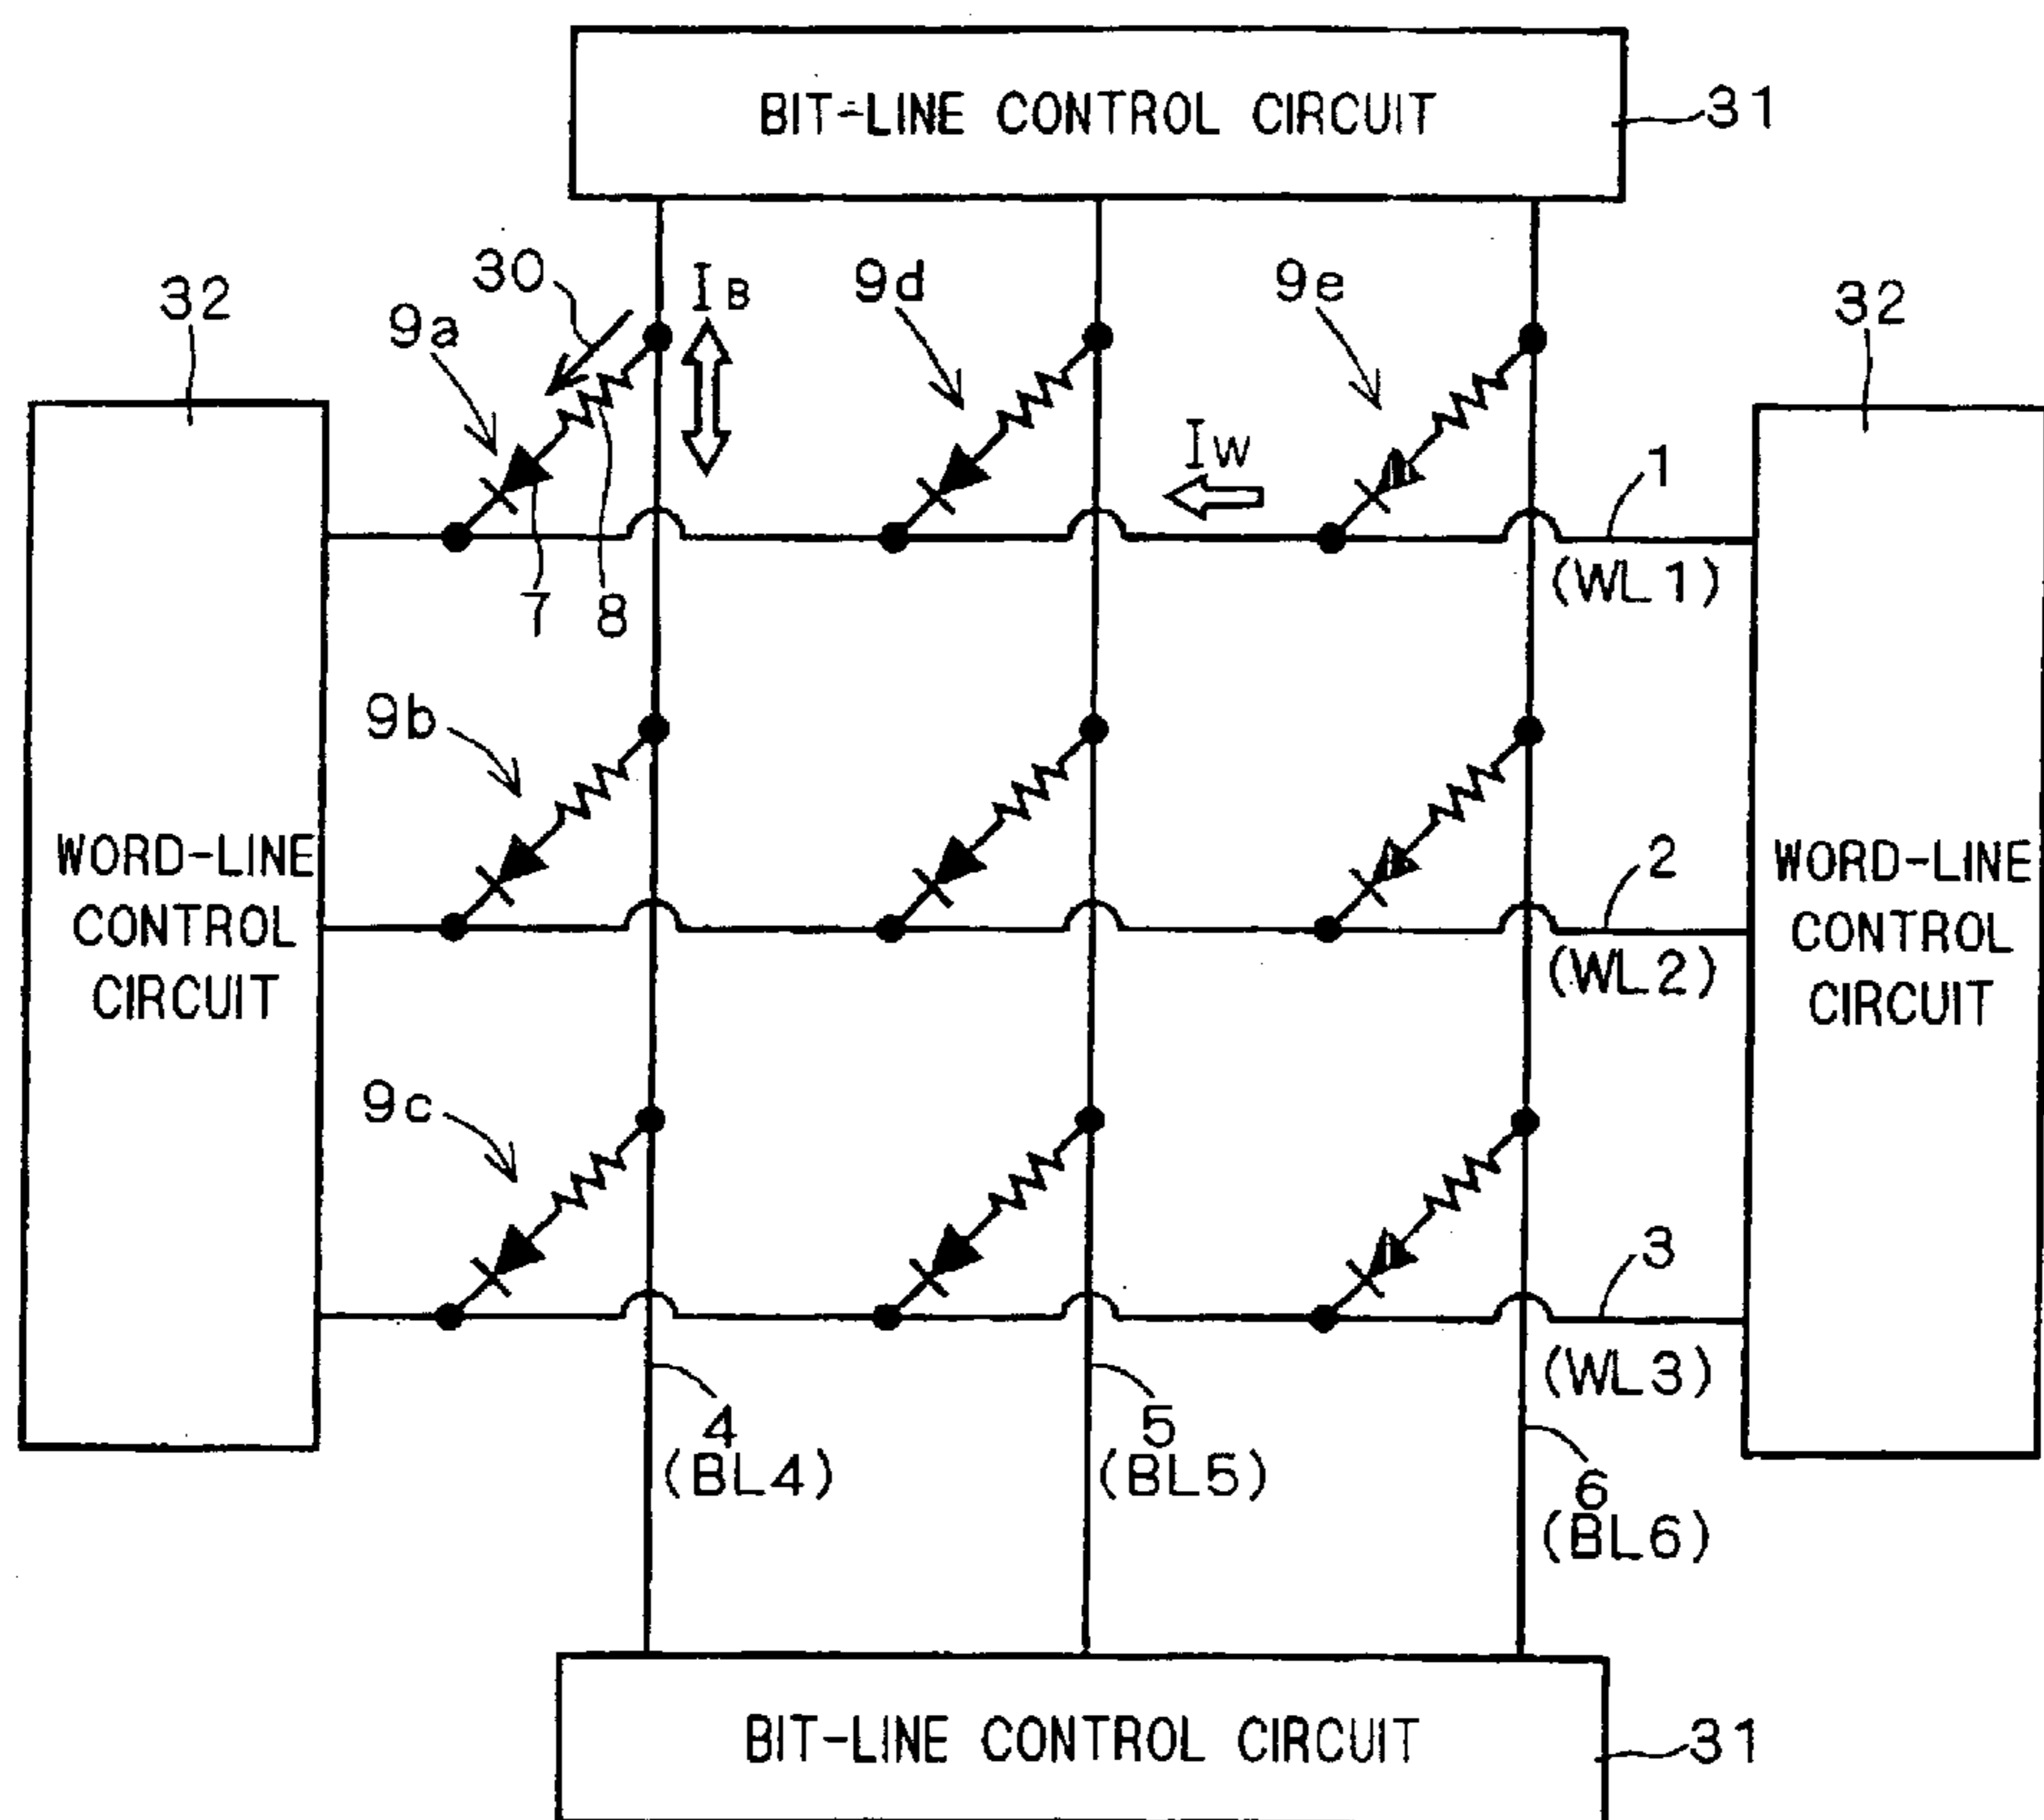 BIT-LINE CONTROL CIRCUIT
31
30
IB
9d
9e
32
32
9a
IW
1
(WL1)
7
8
9b
2
(WL2)
WORD-LINE
CONTROL
CIRCUIT
WORD-LINE
CONTROL
CIRCUIT
9c
3
(WL3)
4
(BL4)
5
(BL5)
6
(BL6)
BIT-LINE CONTROL CIRCUIT
31